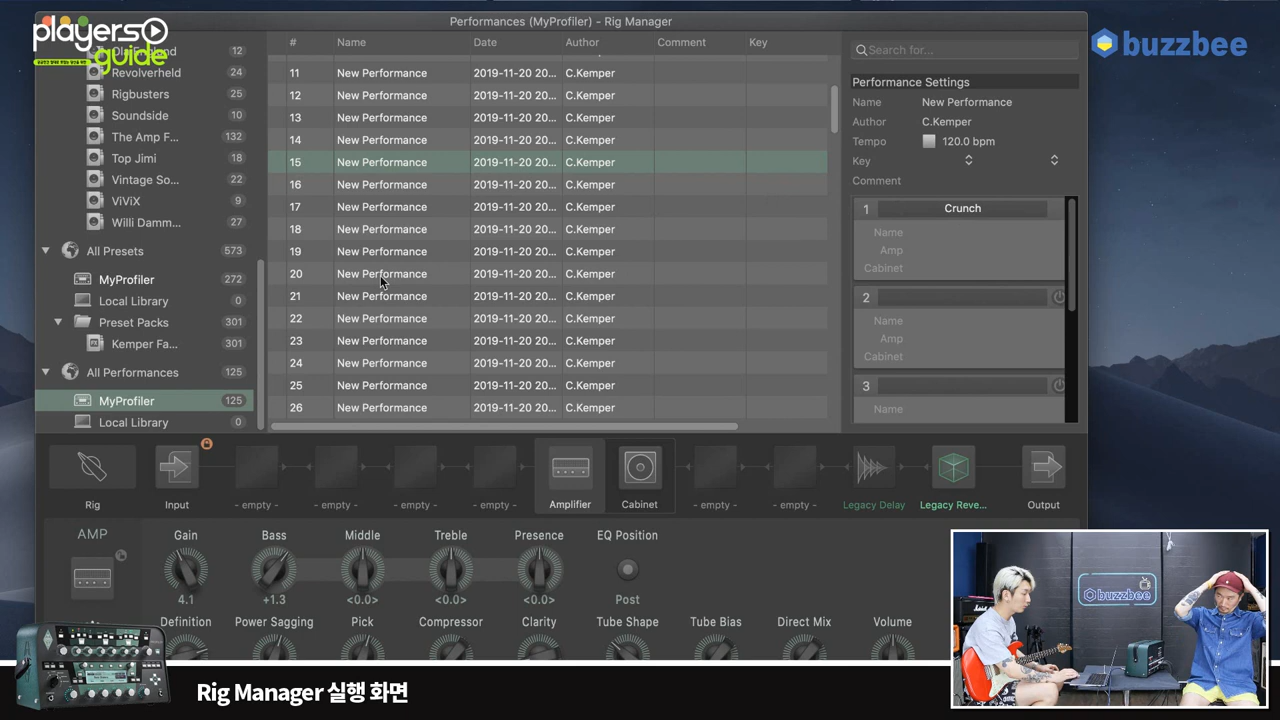 players
guide
buzzbee
Performances (MyProfiler) - Rig Manager
Old England 12
Revolverheld 24
Rigbusters 25
Soundside 10
The Amp F... 132
Top Jimi 18
Vintage So... 22
ViViX 9
Willi Damm... 27
All Presets 573
MyProfiler 272
Local Library 0
Preset Packs 301
Kemper Fa... 301
All Performances 125
MyProfiler 125
Local Library 0
# Name Date Author Comment Key
11 New Performance 2019-11-20 20... C.Kemper
12 New Performance 2019-11-20 20... C.Kemper
13 New Performance 2019-11-20 20... C.Kemper
14 New Performance 2019-11-20 20... C.Kemper
15 New Performance 2019-11-20 20... C.Kemper
16 New Performance 2019-11-20 20... C.Kemper
17 New Performance 2019-11-20 20... C.Kemper
18 New Performance 2019-11-20 20... C.Kemper
19 New Performance 2019-11-20 20... C.Kemper
20 New Performance 2019-11-20 20... C.Kemper
21 New Performance 2019-11-20 20... C.Kemper
22 New Performance 2019-11-20 20... C.Kemper
23 New Performance 2019-11-20 20... C.Kemper
24 New Performance 2019-11-20 20... C.Kemper
25 New Performance 2019-11-20 20... C.Kemper
26 New Performance 2019-11-20 20... C.Kemper
Search for...
Performance Settings
Name New Performance
Author C.Kemper
Tempo 120.0 bpm
Key
Comment
1 Crunch
Name
Amp
Cabinet
2
Name
Amp
Cabinet
3
Name
Rig Input - empty - - empty - - empty - - empty - Amplifier Cabinet - empty - - empty - Legacy Delay Legacy Reve... Output
AMP
Gain Bass Middle Treble Presence EQ Position
4.1 +1.3 <0.0> <0.0> <0.0> Post
Definition Power Sagging Pick Compressor Clarity Tube Shape Tube Bias Direct Mix Volume
buzzbee
Rig Manager 실행 화면